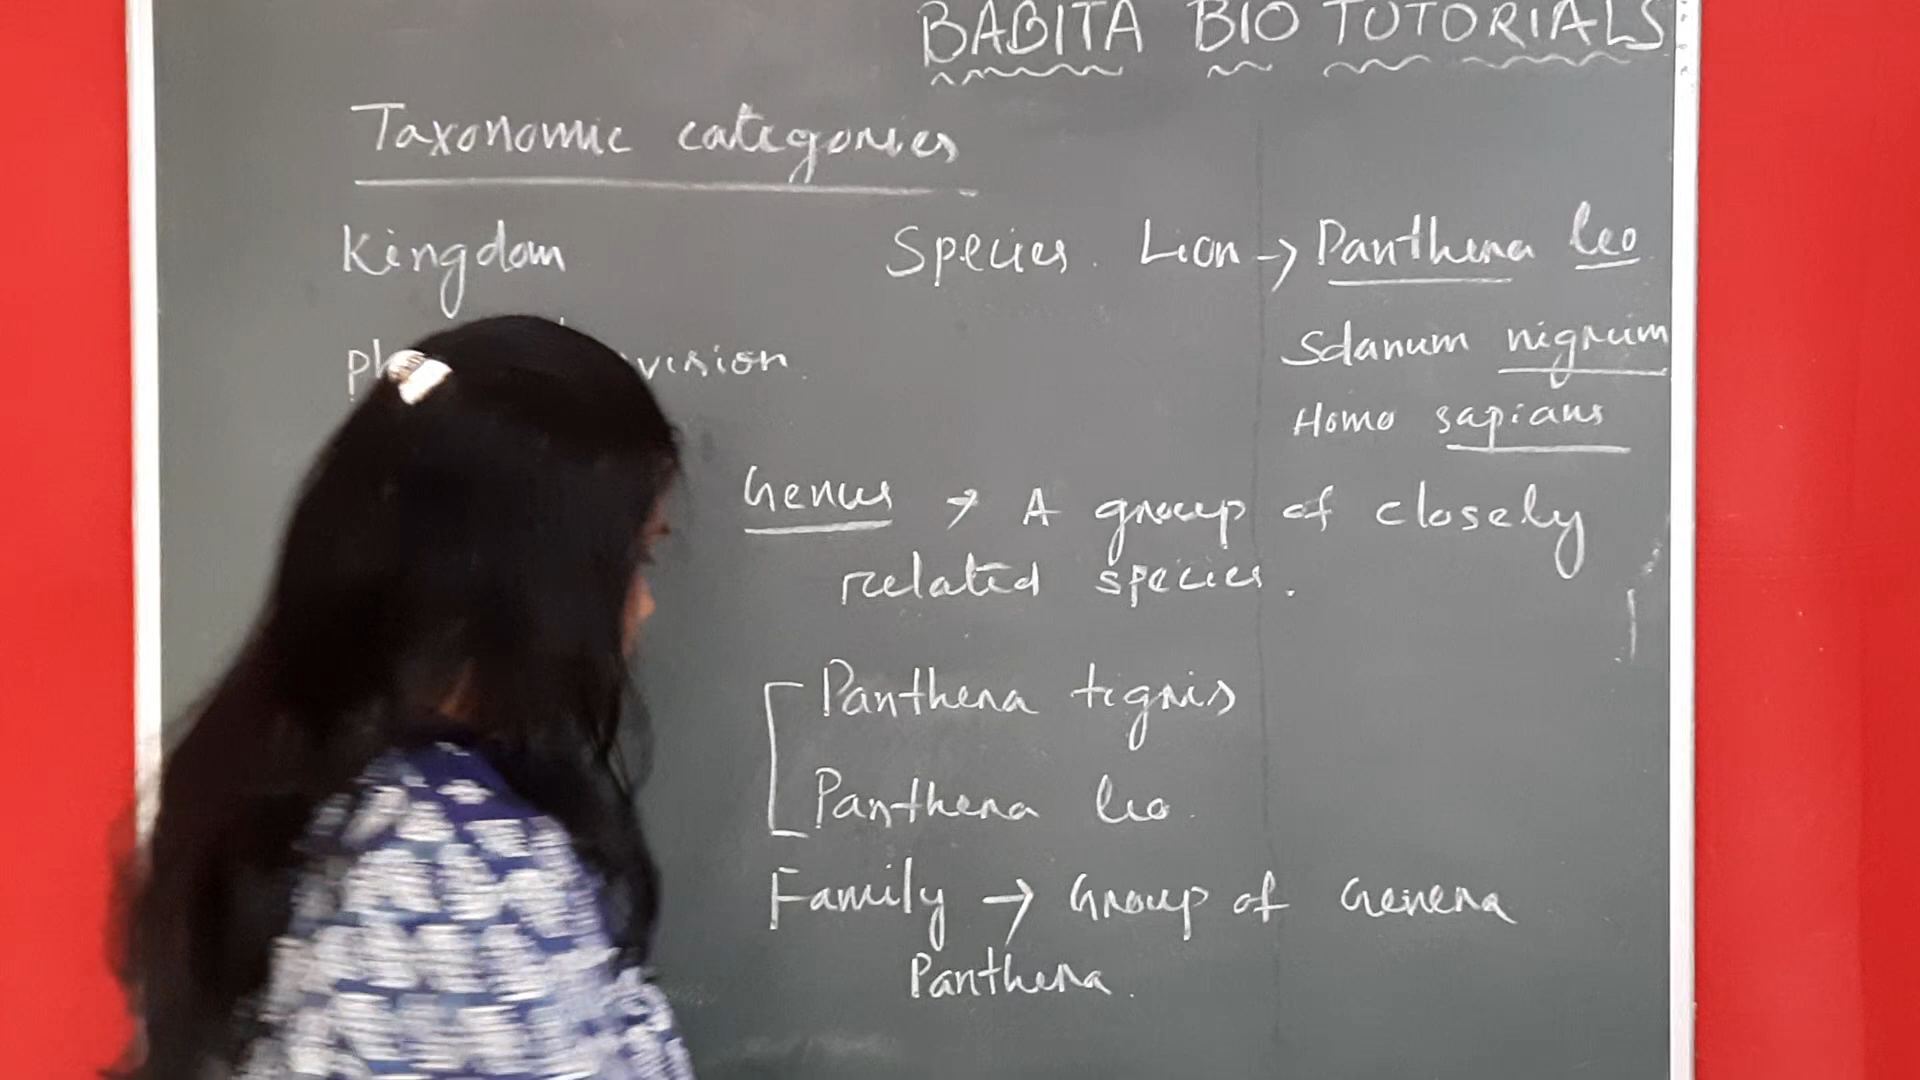 BABITA BIO TUTORIALS
Taxonomic categories
Kingdom
Species. Lion → Panthera leo
vision.
Solanum nigrum
Homo sapians
Genus → A group of closely
related species.
Panthera tigris
Panthera leo.
Family → Group of Genera
Panthera.